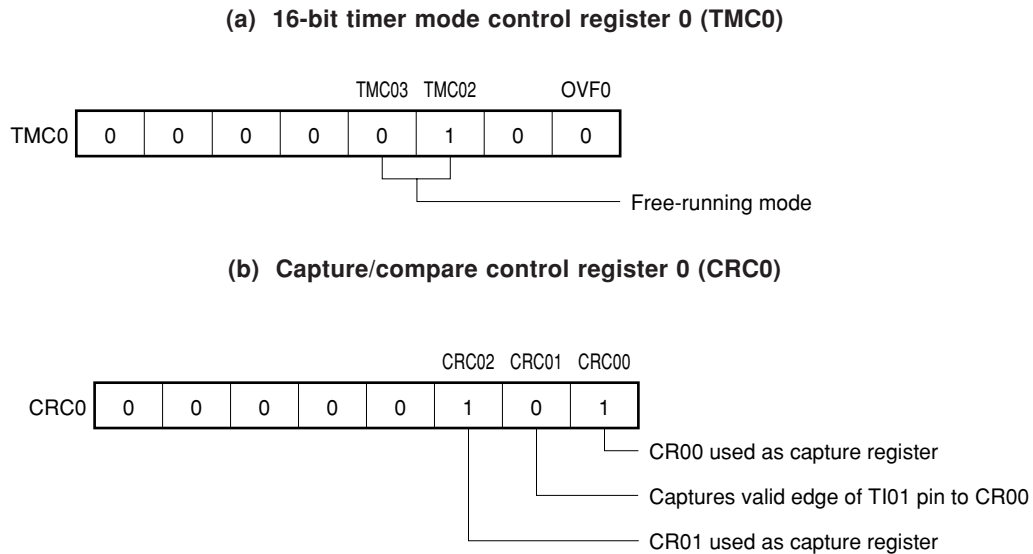 (a) 16-bit timer mode control register 0 (TMC0)
TMC03 TMC02 OVF0
TMC0 0 0 0 0 0 1 0 0
Free-running mode
(b) Capture/compare control register 0 (CRC0)
CRC02 CRC01 CRC00
CRC0 0 0 0 0 0 1 0 1
CR00 used as capture register
Captures valid edge of TI01 pin to CR00
CR01 used as capture register